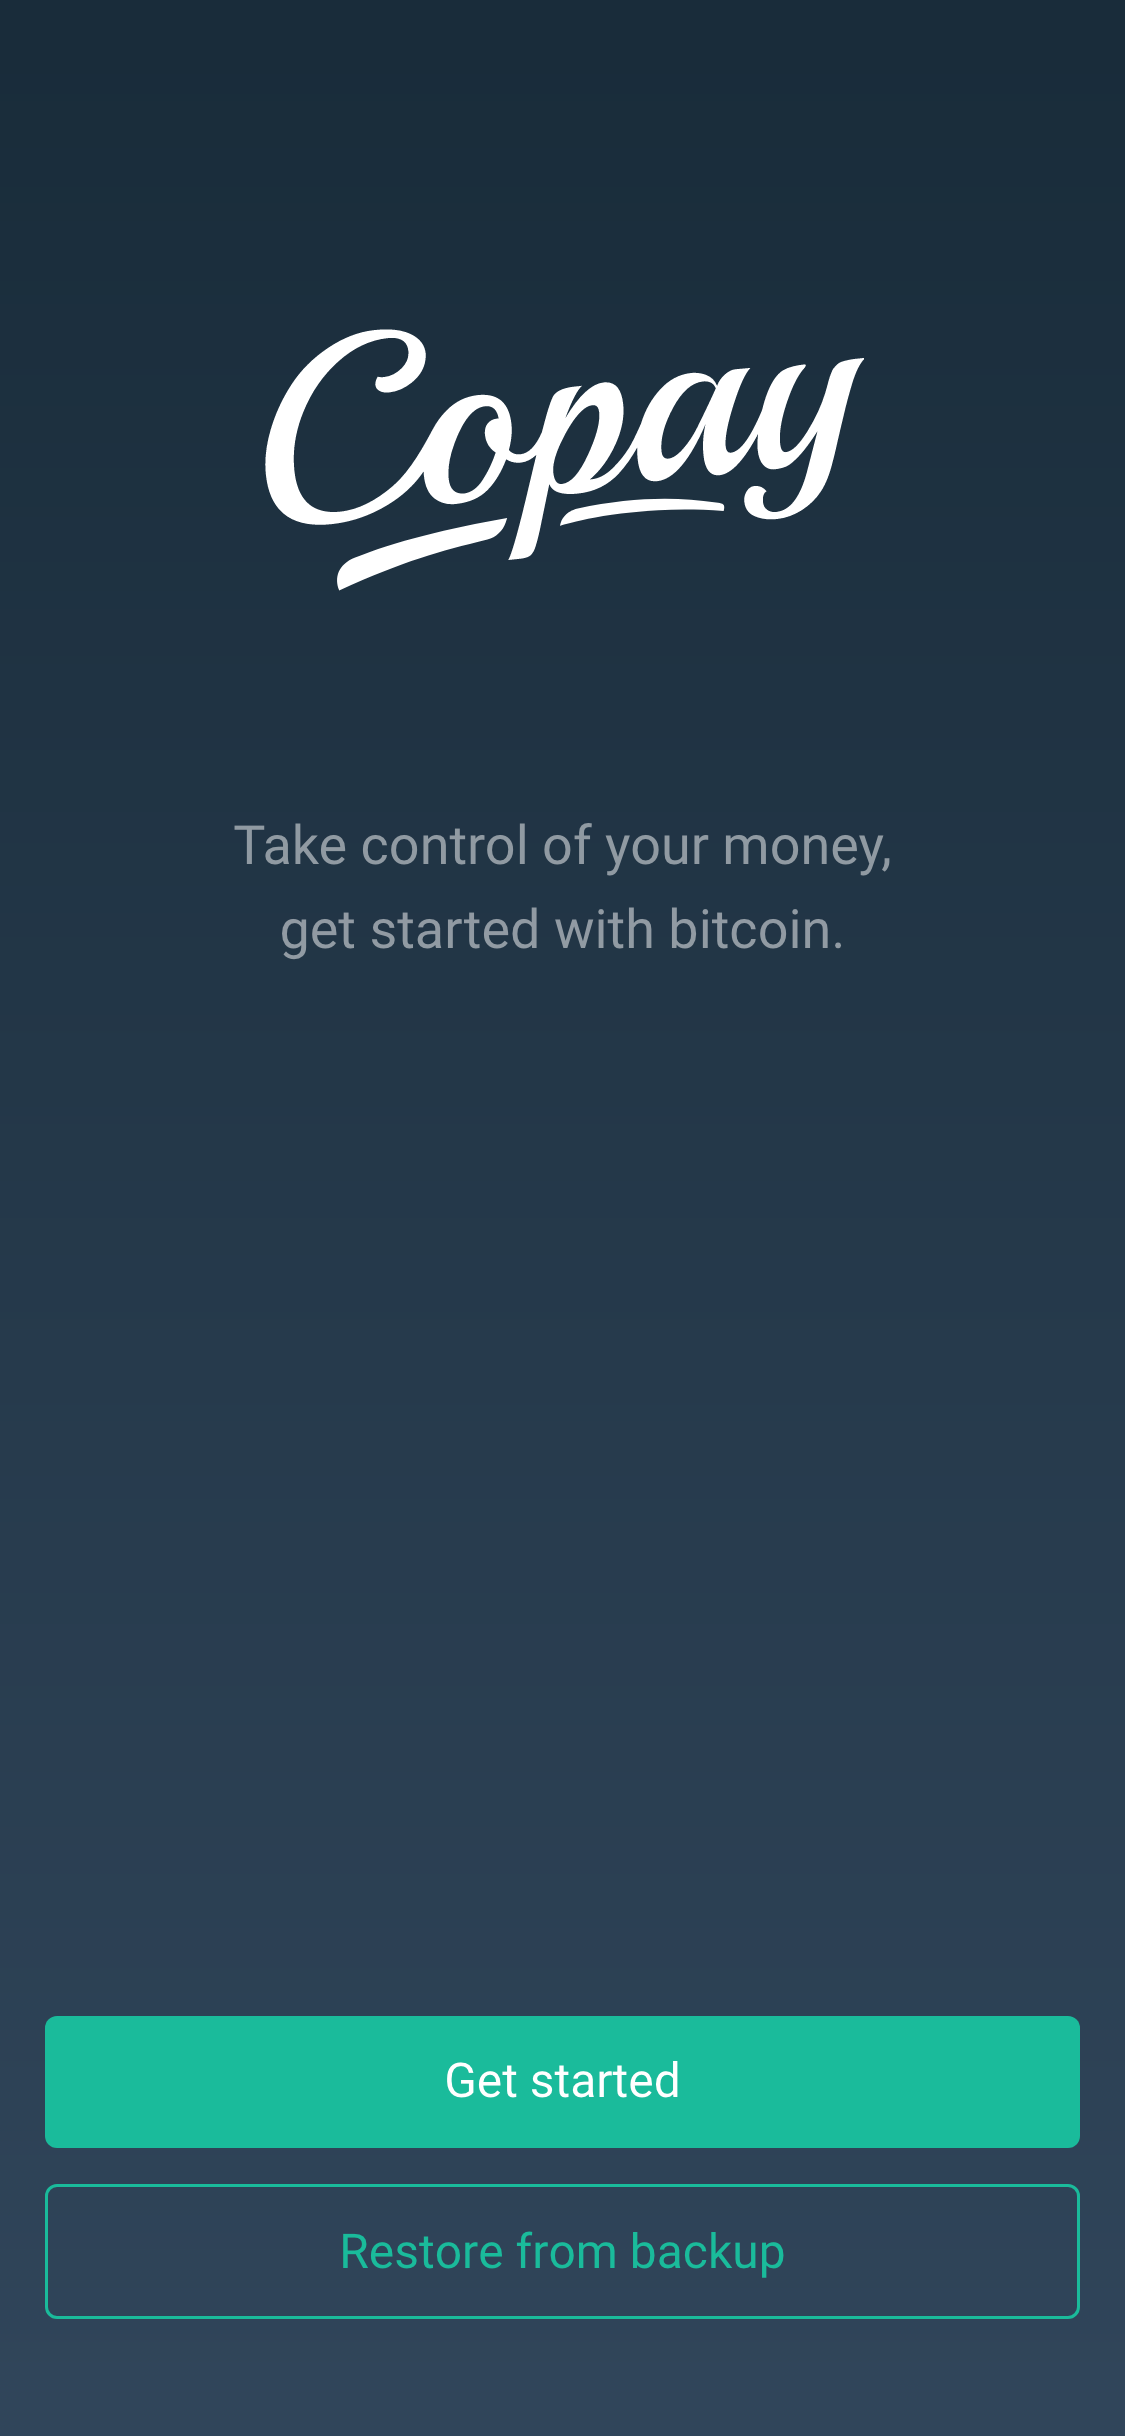 Copay
Take control of your money,
get started with bitcoin.
Get started
Restore from backup